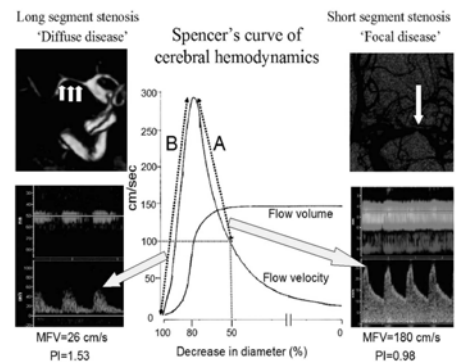 Long segment stenosis
'Diffuse disease'
Spencer's curve of
cerebral hemodynamics
Short segment stenosis
'Focal disease'
300
250
200
150
100
50
0
cm/sec
B
A
Flow volume
Flow velocity
100
80
50
0
Decrease in diameter (%)
MFV=26 cm/s
PI=1.53
MFV=180 cm/s
PI=0.98